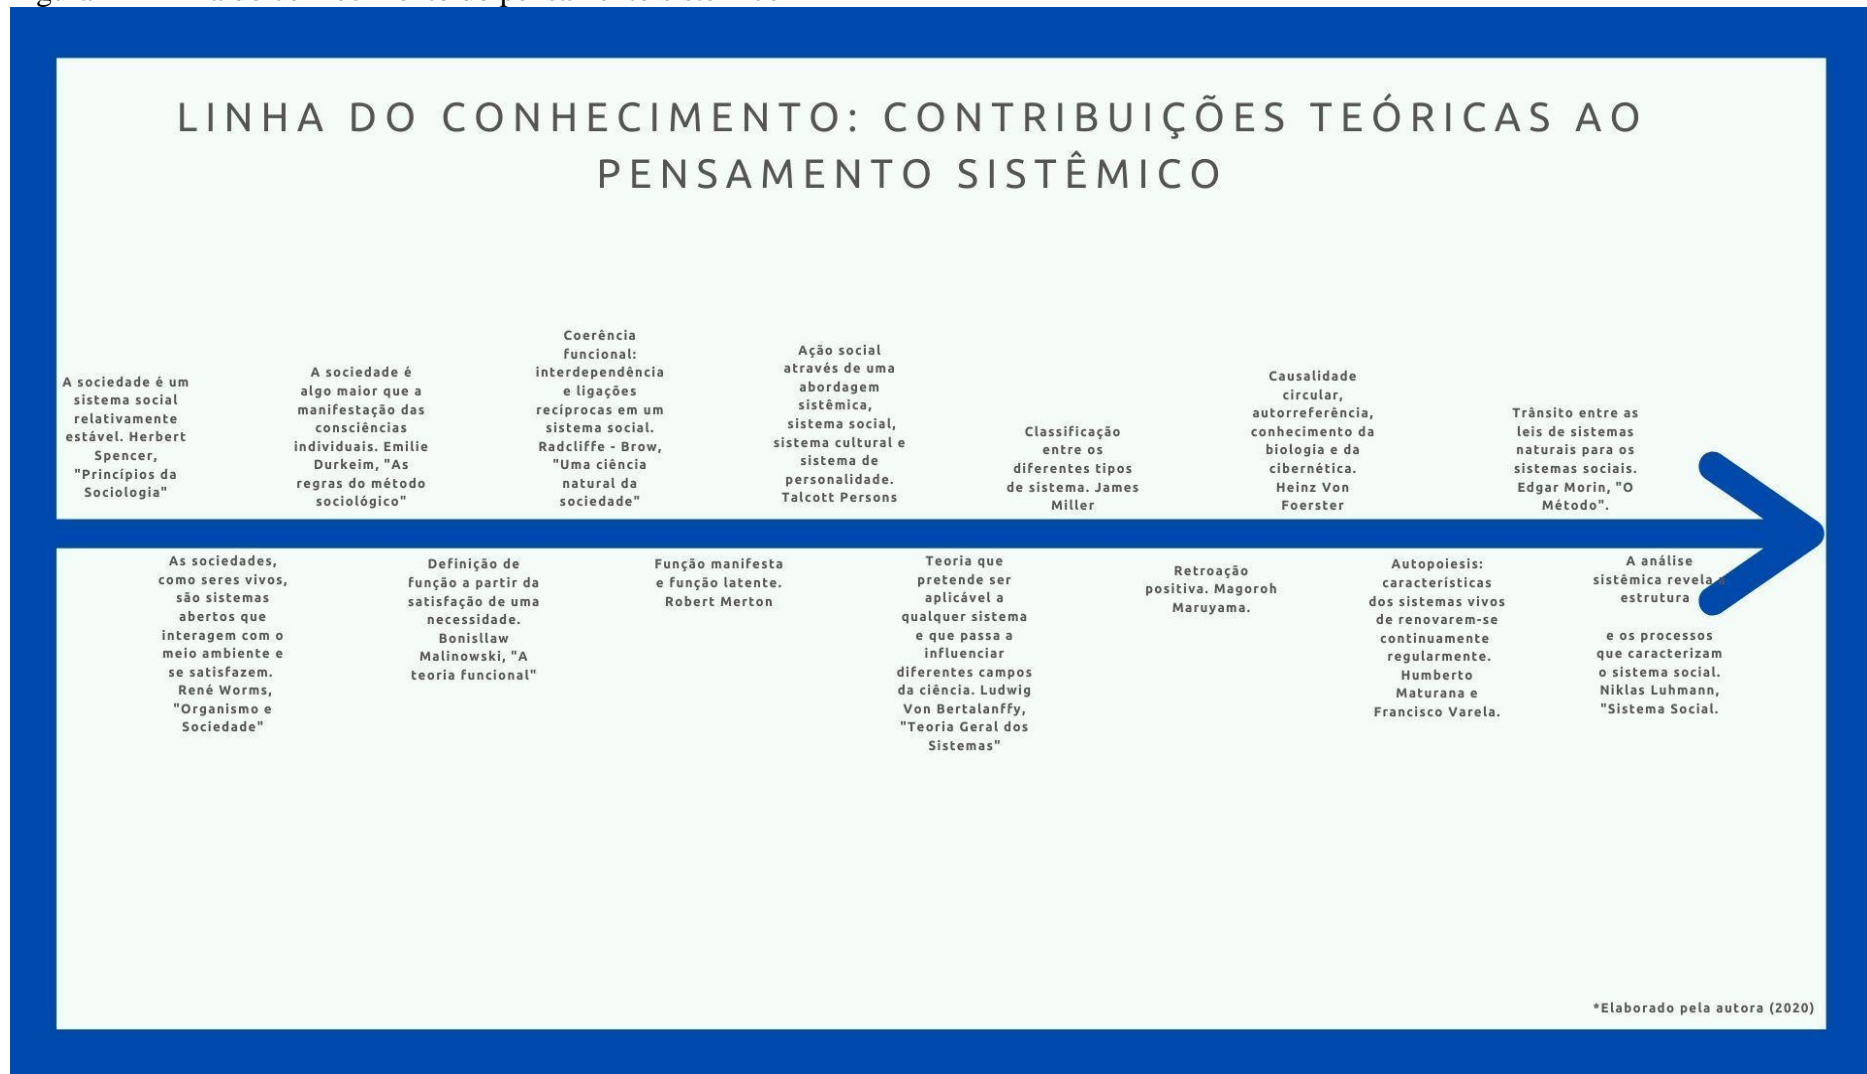 LINHA DO CONHECIMENTO: CONTRIBUIÇÕES TEÓRICAS AO
PENSAMENTO SISTÊMICO
A sociedade é um
sistema social
relativamente
estável. Herbert
Spencer,
"Princípios da
Sociologia"
A sociedade é
algo maior que a
manifestação das
consciências
individuais. Emilie
Durkeim, "As
regras do método
sociológico"
Coerência
funcional:
interdependência
e ligações
recíprocas em um
sistema social.
Radcliffe - Brow,
"Uma ciência
natural da
sociedade"
Ação social
através de uma
abordagem
sistêmica,
sistema social,
sistema cultural e
sistema de
personalidade.
Talcott Persons
Classificação
entre os
diferentes tipos
de sistema. James
Miller
Causalidade
circular,
autorreferência,
conhecimento da
biologia e da
cibernética.
Heinz Von
Foerster
Trânsito entre as
leis de sistemas
naturais para os
sistemas sociais.
Edgar Morin, "O
Método".
As sociedades,
como seres vivos,
são sistemas
abertos que
interagem com o
meio ambiente e
se satisfazem.
René Worms,
"Organismo e
Sociedade"
Definição de
função a partir da
satisfação de uma
necessidade.
Bonisllaw
Malinowski, "A
teoria funcional"
Função manifesta
e função latente.
Robert Merton
Teoria que
pretende ser
aplicável a
qualquer sistema
e que passa a
influenciar
diferentes campos
da ciência. Ludwig
Von Bertalanffy,
"Teoria Geral dos
Sistemas"
Retroação
positiva. Magoroh
Maruyama.
Autopoiesis:
características
dos sistemas vivos
de renovarem-se
continuamente
regularmente.
Humberto
Maturana e
Francisco Varela.
A análise
sistêmica revela
estrutura
e os processos
que caracterizam
o sistema social.
Niklas Luhmann,
"Sistema Social.
*Elaborado pela autora (2020)